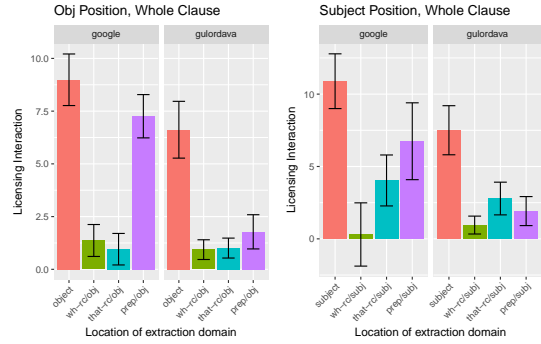 Obj Position, Whole Clause
google
gulordava
Licensing Interaction
10.0
7.5
5.0
2.5
0.0
object
wh-rc/obj
that-rc/obj
prep/obj
object
wh-rc/obj
that-rc/obj
prep/obj
Location of extraction domain
Subject Position, Whole Clause
google
gulordava
Licensing Interaction
10
5
0
subject
wh-rc/subj
that-rc/subj
prep/subj
subject
wh-rc/subj
that-rc/subj
prep/subj
Location of extraction domain